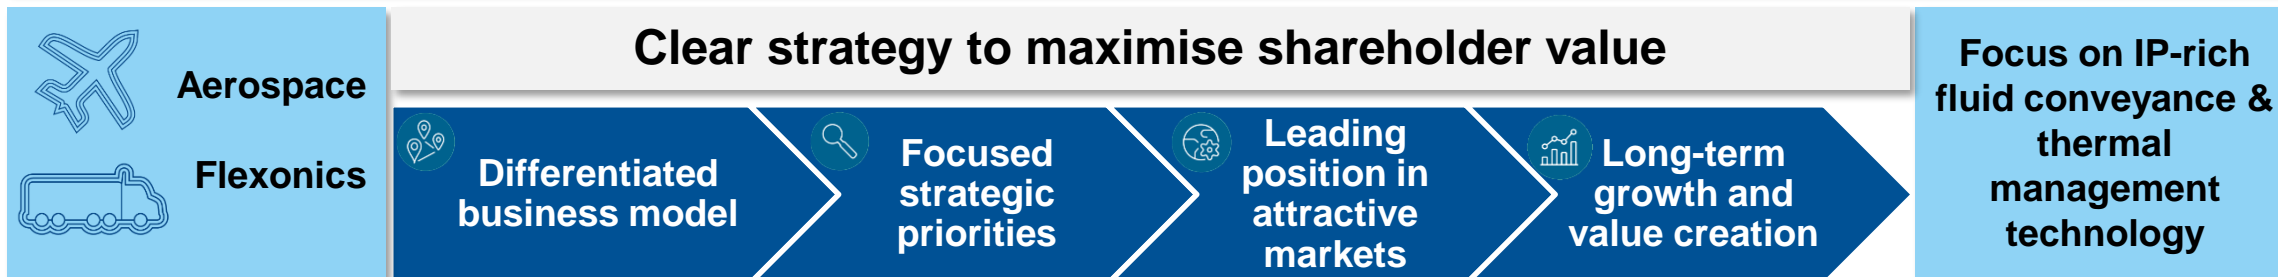 Aerospace
Flexonics
Clear strategy to maximise shareholder value
Differentiated
business model
Focused
strategic
priorities
Leading
position in
attractive
markets
Long-term
growth and
value creation
Focus on IP-rich
fluid conveyance &
thermal
management
technology